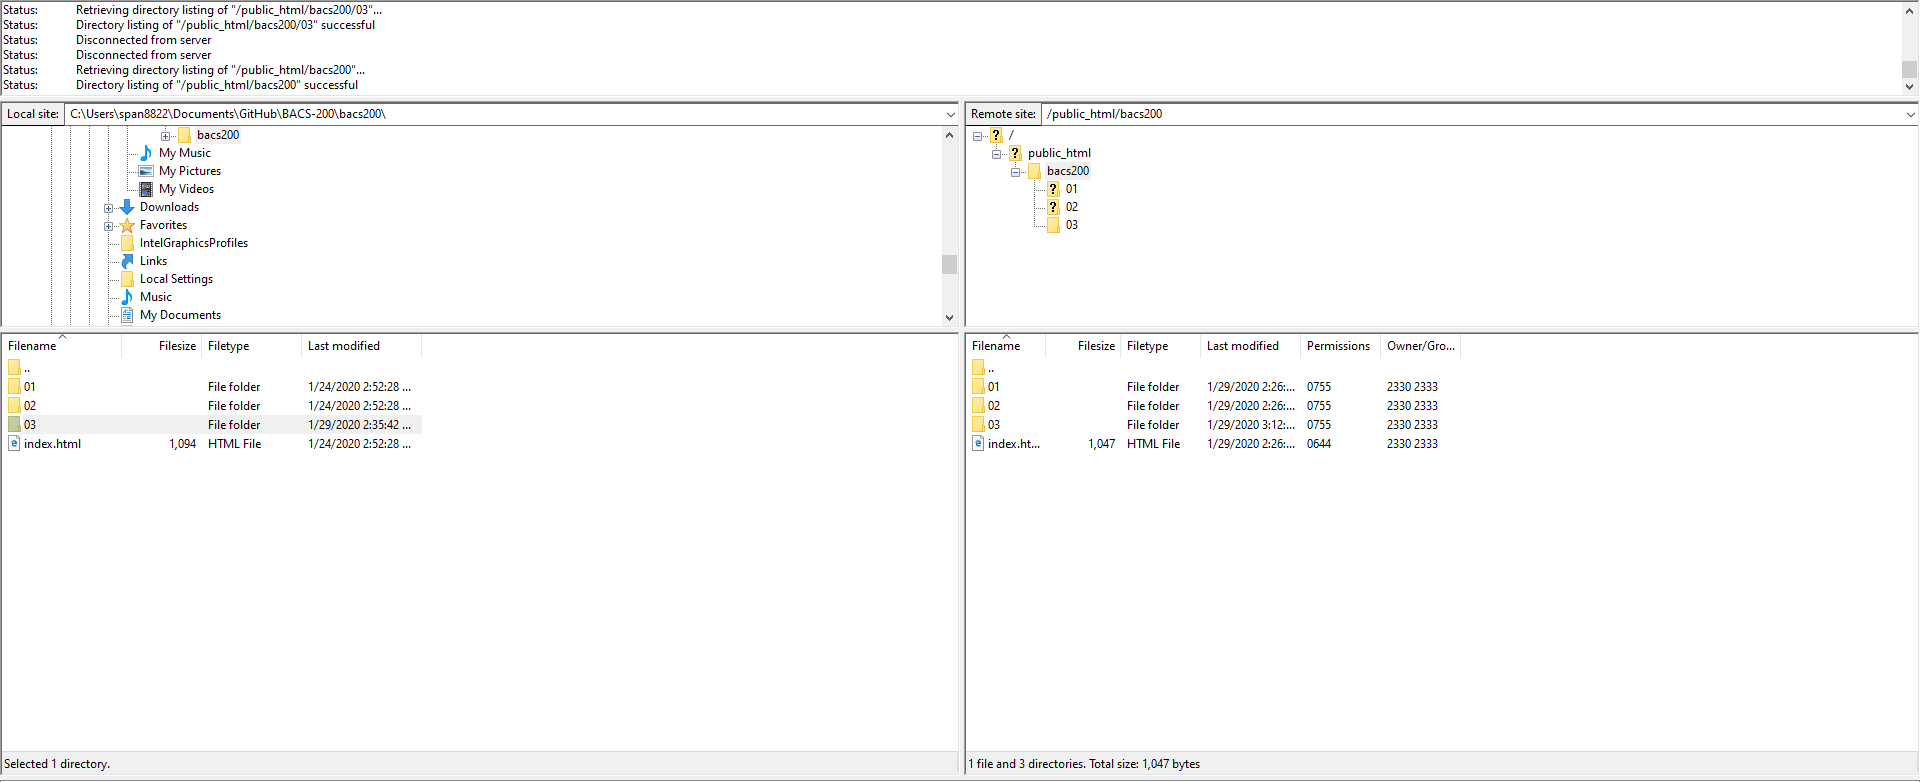 Status: Retrieving directory listing of "/public_html/bacs200/03"...
Status: Directory listing of "/public_html/bacs200/03" successful
Status: Disconnected from server
Status: Disconnected from server
Status: Retrieving directory listing of "/public_html/bacs200"...
Status: Directory listing of "/public_html/bacs200" successful
Local site: C:\Users\span8822\Documents\GitHub\BACS-200\bacs200\
bacs200
My Music
My Pictures
My Videos
Downloads
Favorites
IntelGraphicsProfiles
Links
Local Settings
Music
My Documents
Filename Filesize Filetype Last modified
..
01 File folder 1/24/2020 2:52:28 ...
02 File folder 1/24/2020 2:52:28 ...
03 File folder 1/29/2020 2:35:42 ...
index.html 1,094 HTML File 1/24/2020 2:52:28 ...
Selected 1 directory.
Remote site: /public_html/bacs200
/
public_html
bacs200
01
02
03
Filename Filesize Filetype Last modified Permissions Owner/Gro...
..
01 File folder 1/29/2020 2:26:... 0755 2330 2333
02 File folder 1/29/2020 2:26:... 0755 2330 2333
03 File folder 1/29/2020 3:12:... 0755 2330 2333
index.ht... 1,047 HTML File 1/29/2020 2:26:... 0644 2330 2333
1 file and 3 directories. Total size: 1,047 bytes